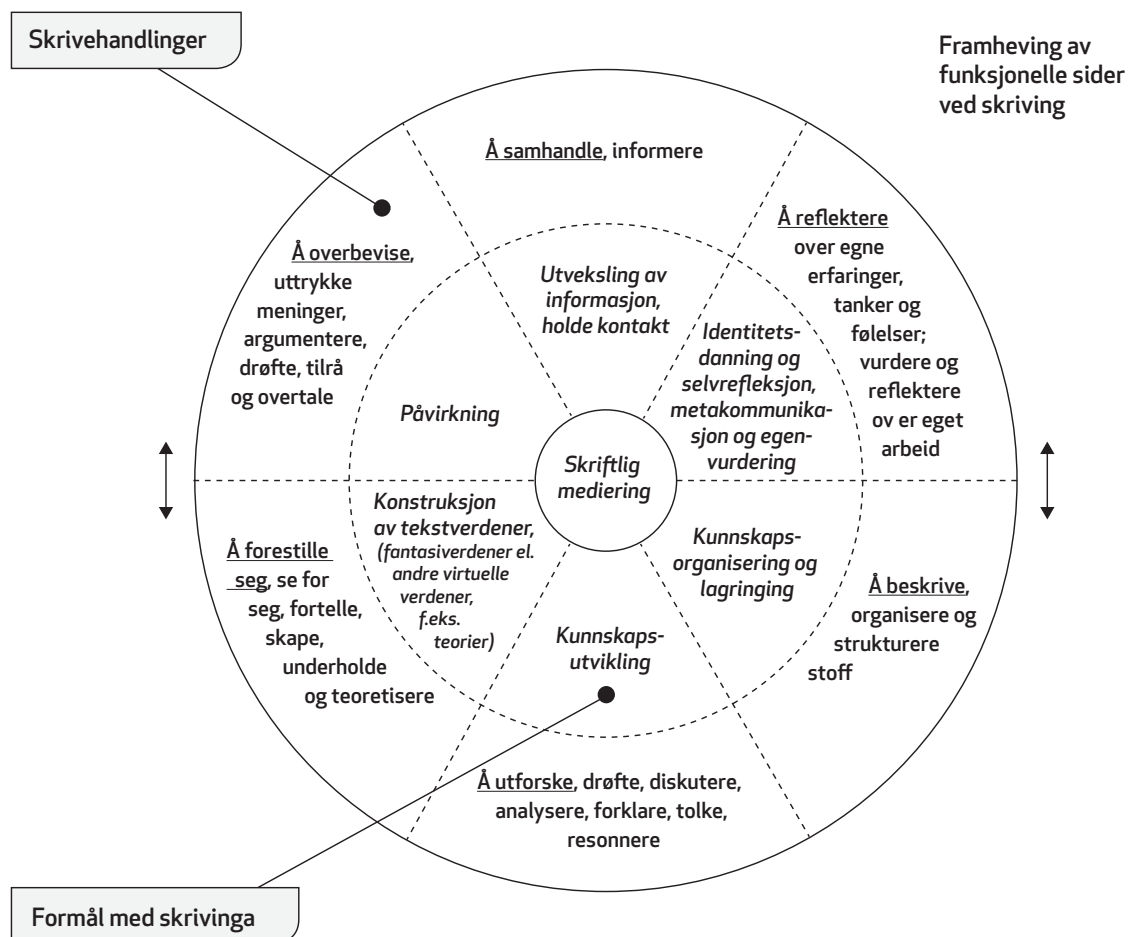 Skrivehandlinger
Framheving av
funksjonelle sider
ved skriving
Å samhandle, informere
Å reflektere
over egne
erfaringer,
tanker og
følelser;
vurdere og
reflektere
ov er eget
arbeid
Å overbevise,
uttrykke
meninger,
argumentere,
drøfte, tilrå
og overtale
Utveksling av
informasjon,
holde kontakt
Identitets-
danning og
selvrefleksjon,
metakommunika-
sjon og egen-
vurdering
Påvirkning
Skriftlig
mediering
Konstruksjon
av tekstverdener,
(fantasiverdener el.
andre virtuelle
verdener,
f.eks.
teorier)
Kunnskaps-
organisering og
lagringing
Å forestille
seg, se for
seg, fortelle,
skape,
underholde
og teoretisere
Å beskrive,
organisere og
strukturere
stoff
Kunnskaps-
utvikling
Å utforske, drøfte, diskutere,
analysere, forklare, tolke,
resonnere
Formål med skrivinga